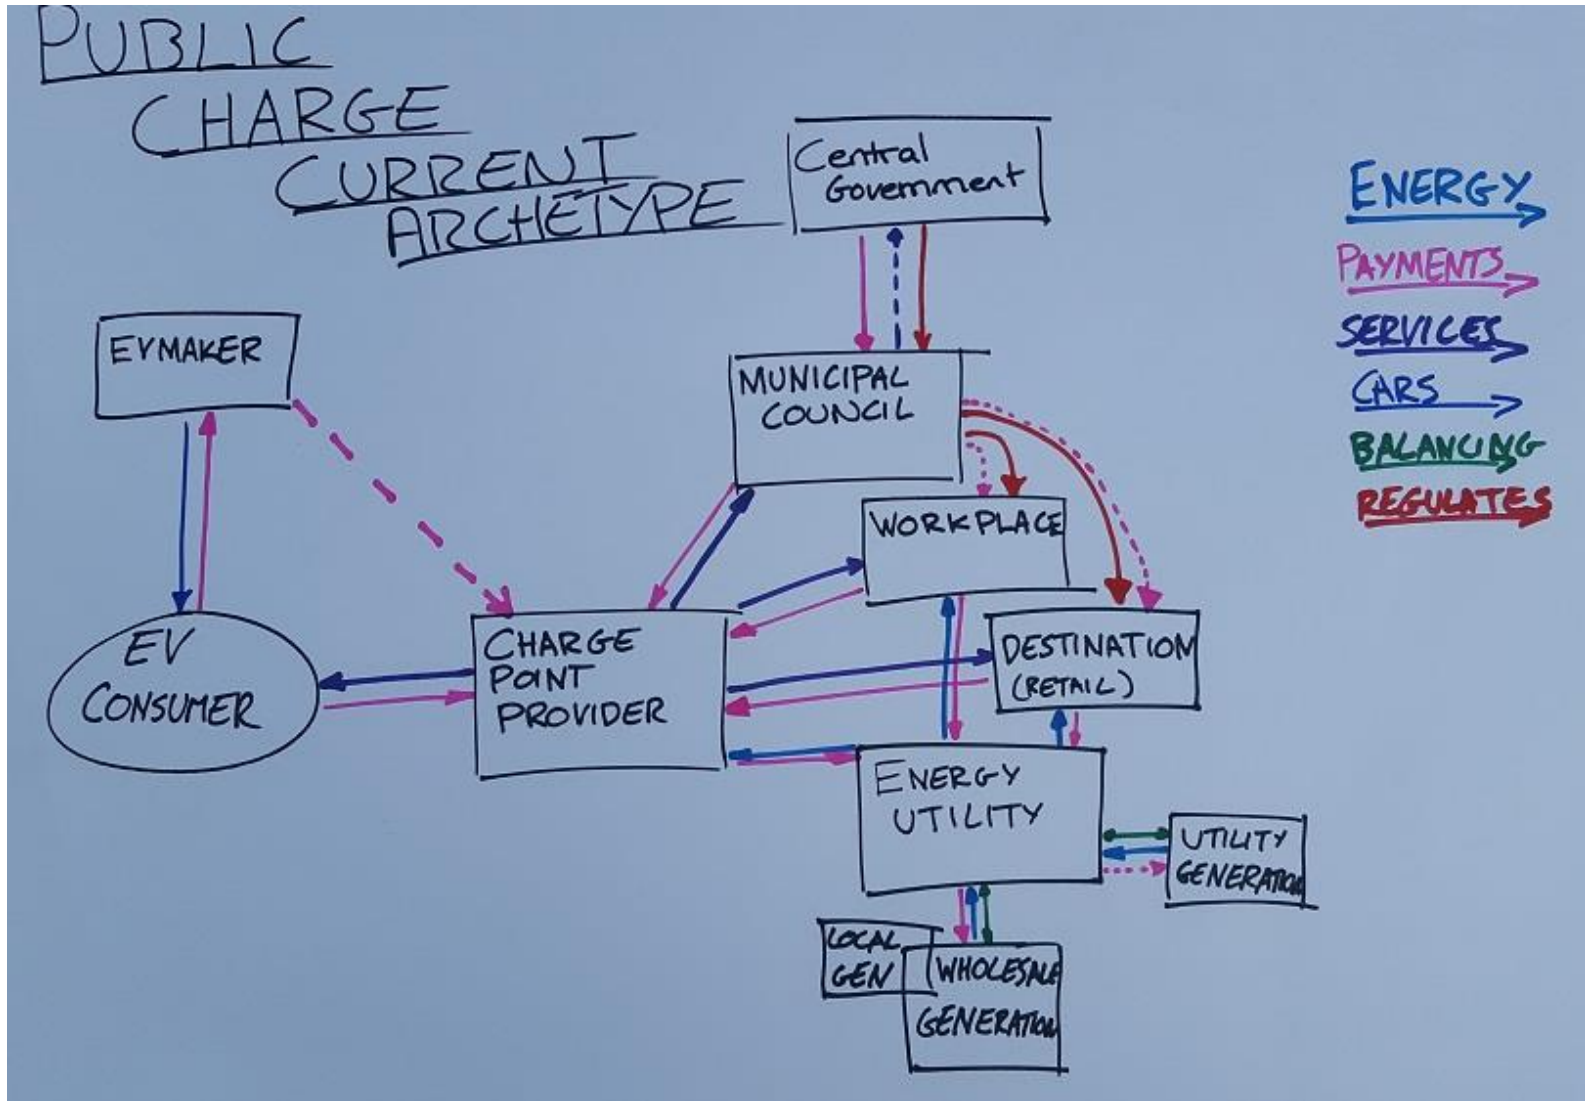 PUBLIC
CHARGE
CURRENT
ARCHETYPE
Central
Government
ENERGY
PAYMENTS
SERVICES
CARS
BALANCING
REGULATES
EVMAKER
MUNICIPAL
COUNCIL
WORKPLACE
EV
CONSUMER
CHARGE
POINT
PROVIDER
DESTINATION
(RETAIL)
ENERGY
UTILITY
UTILITY
GENERATION
LOCAL
GEN
WHOLESALE
GENERATION